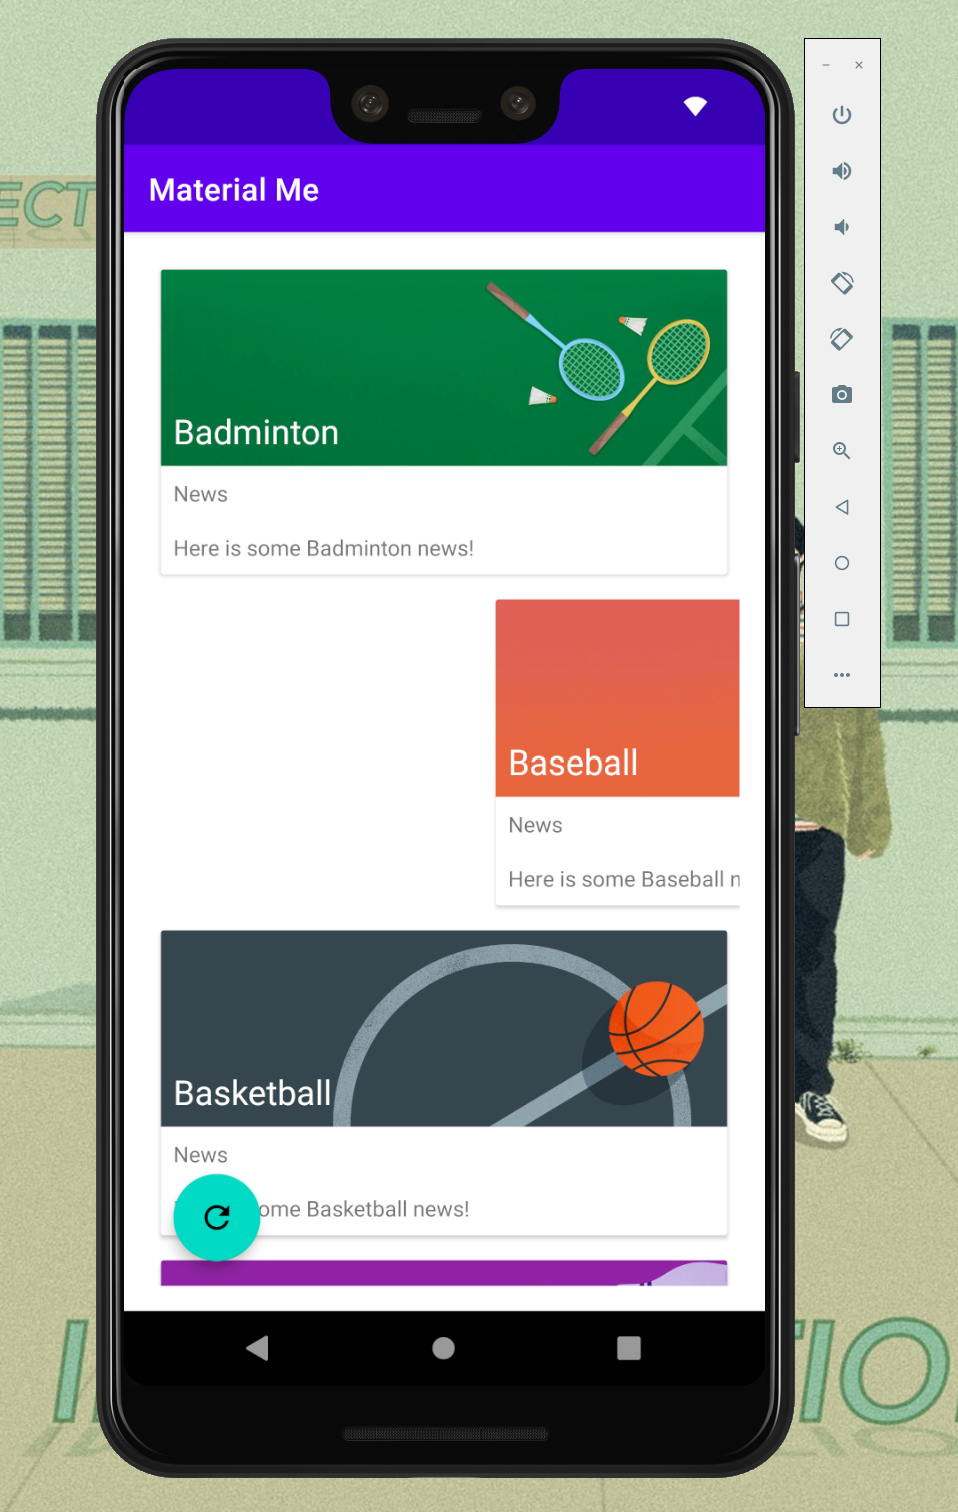 ECT
Material Me
Badminton
News
Here is some Badminton news!
Baseball
News
Here is some Baseball n
Basketball
News
ome Basketball news!
TIO